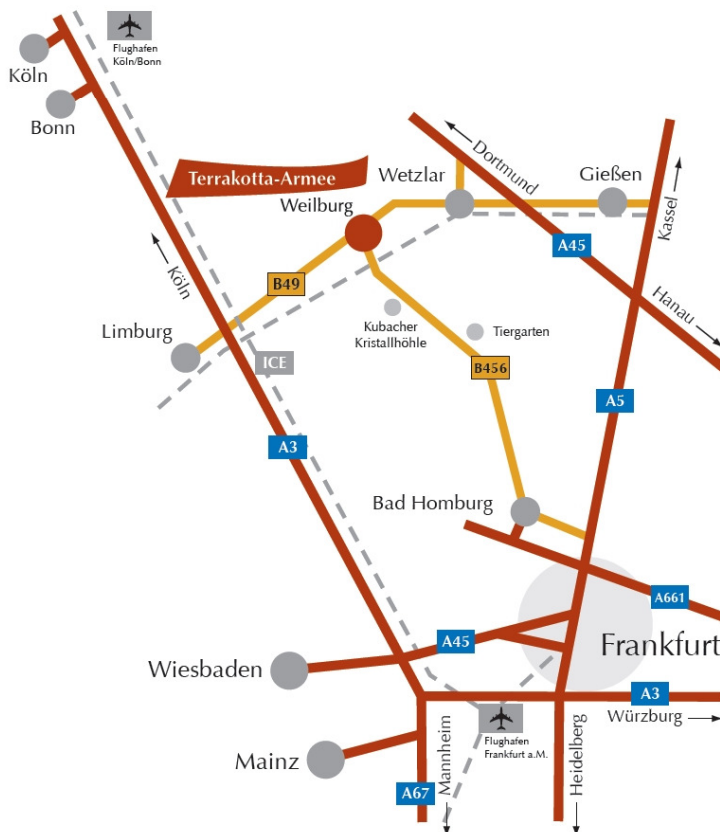 Flughafen
Köln/Bonn
Köln
Bonn
Dortmund
Terrakotta-Armee
Wetzlar
Gießen
Weilburg
Kassel
A45
Köln
B49
Hanau
Limburg
Kubacher
Kristallhöhle
Tiergarten
ICE
B456
A5
A3
Bad Homburg
A661
A45
Frankfurt
Wiesbaden
A3
Würzburg
Flughafen
Frankfurt a.M.
Mannheim
Heidelberg
Mainz
A67